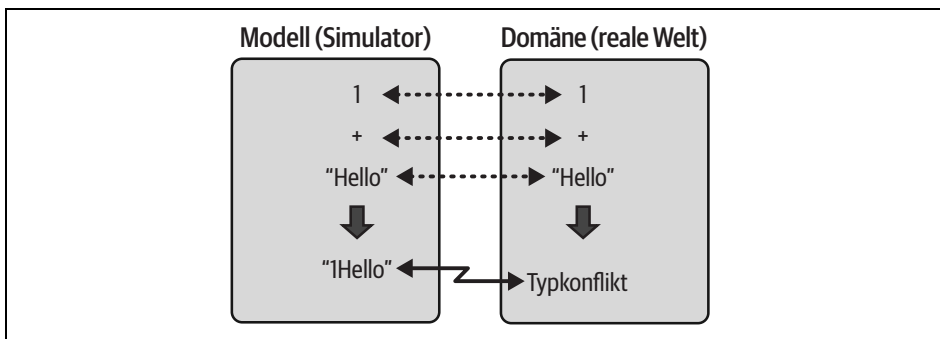 Modell (Simulator) Domäne (reale Welt)
1 1
+ +
“Hello” “Hello”
“1Hello”
Typkonflikt